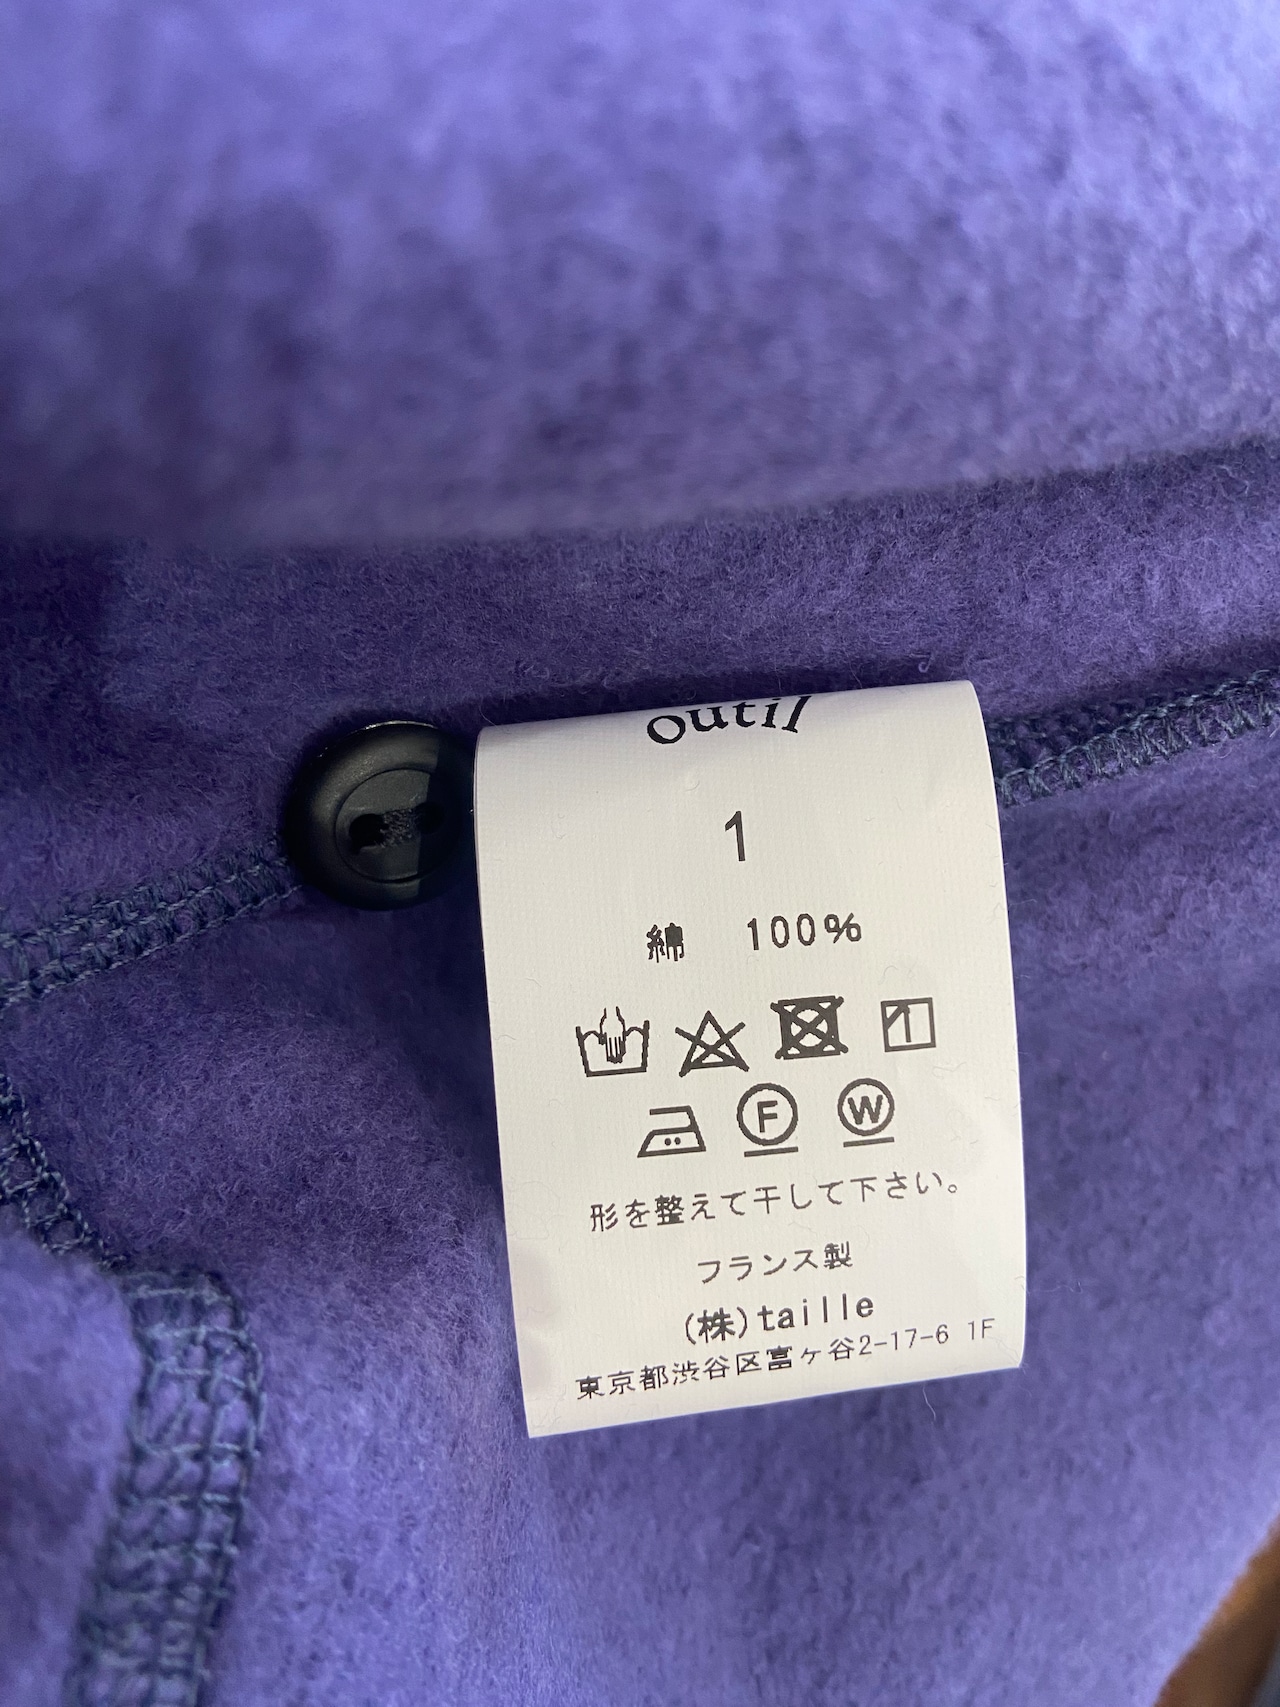 outil
1
綿 100%
F W
形を整えて干して下さい。
フランス製
(株)taille
東京都渋谷区富ヶ谷2-17-6 1F